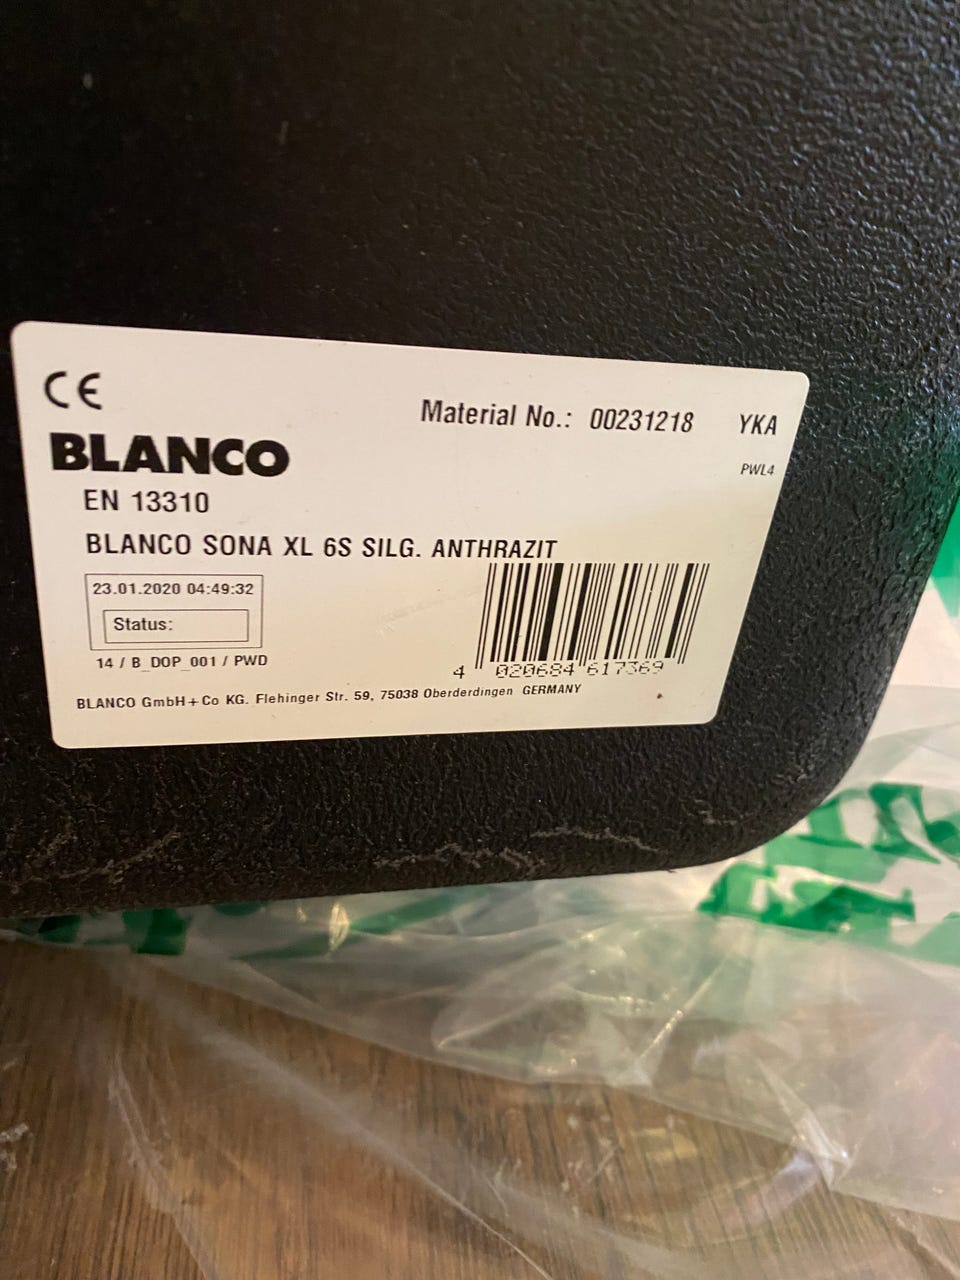 CE
Material No.: 00231218 YKA
BLANCO
PWL4
EN 13310
BLANCO SONA XL 6S SILG. ANTHRAZIT
23.01.2020 04:49:32
Status:
14 / B_DOP_001 / PWD
4 020684 617369
BLANCO GmbH + Co KG. Flehinger Str. 59, 75038 Oberderdingen GERMANY